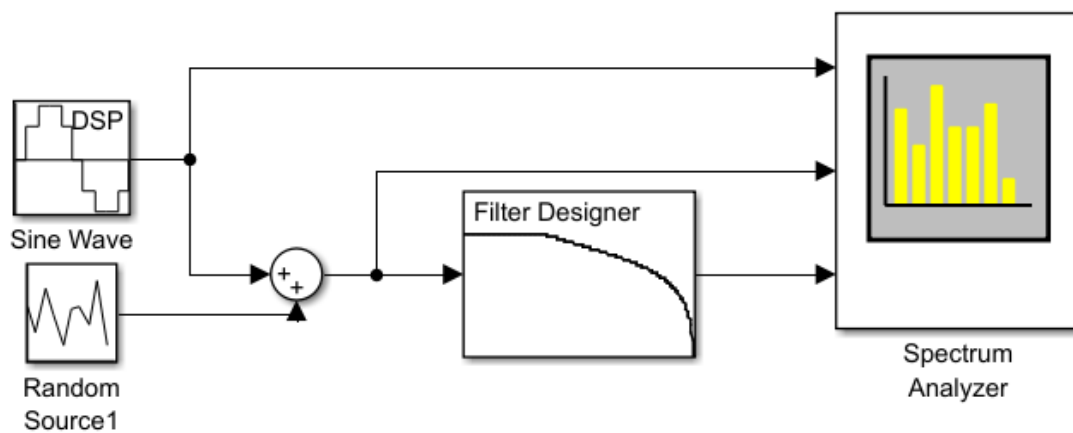 DSP
Sine Wave
Random
Source1
+
+
Filter Designer
Spectrum
Analyzer